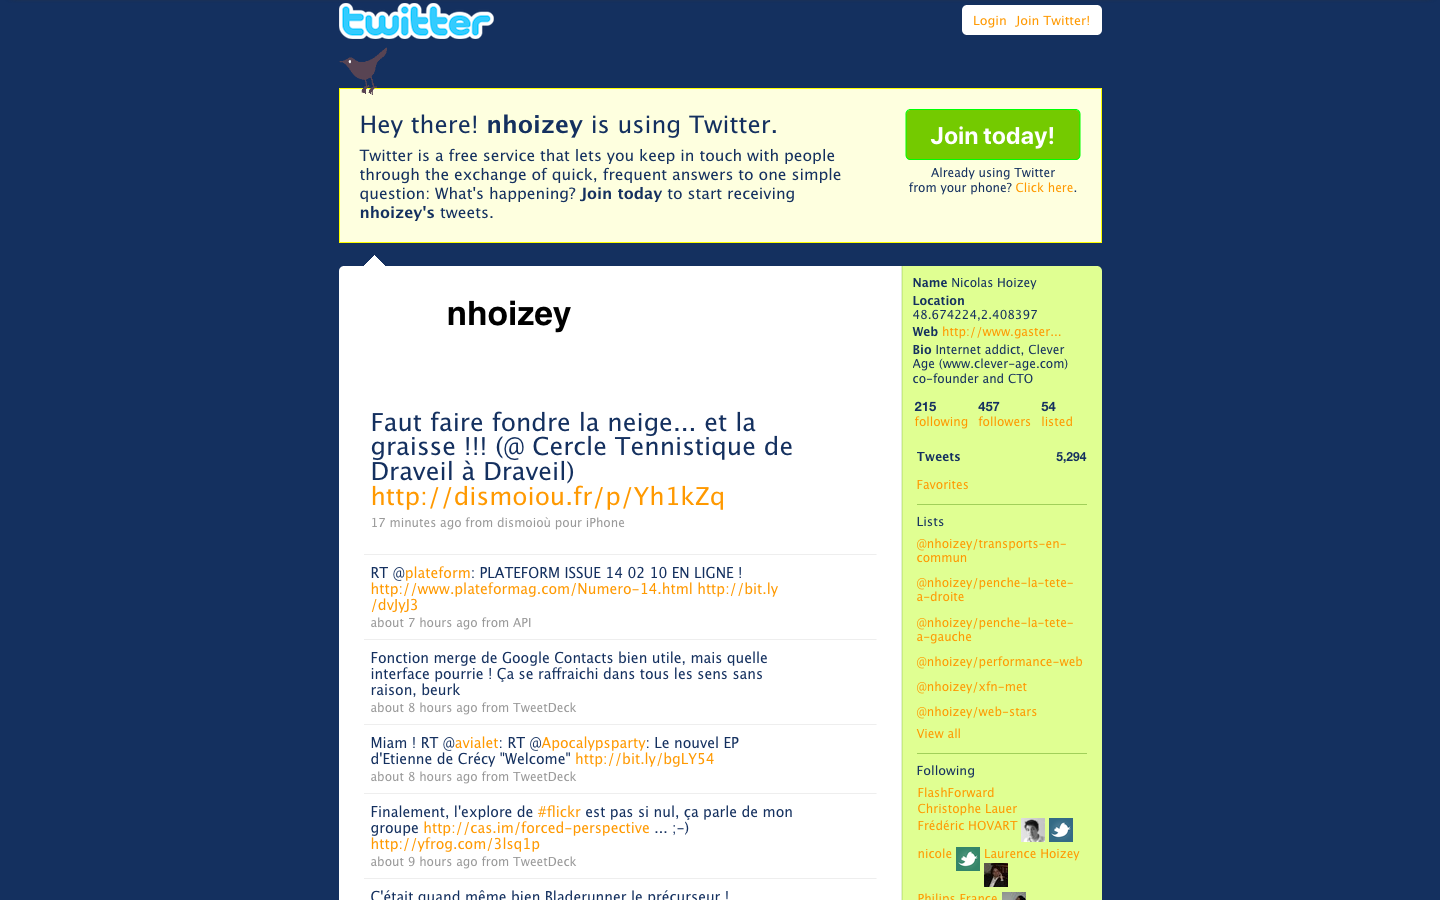 twitter
Login Join Twitter!
Hey there! nhoizey is using Twitter.
Twitter is a free service that lets you keep in touch with people
through the exchange of quick, frequent answers to one simple
question: What's happening? Join today to start receiving
nhoizey's tweets.
Join today!
Already using Twitter
from your phone? Click here.
nhoizey
Faut faire fondre la neige... et la
graisse !!! (@ Cercle Tennistique de
Draveil à Draveil)
http://dismoiou.fr/p/Yh1kZq
17 minutes ago from dismoioù pour iPhone
RT @plateform: PLATEFORM ISSUE 14 02 10 EN LIGNE !
http://www.plateformag.com/Numero-14.html http://bit.ly
/dvJyJ3
about 7 hours ago from API
Fonction merge de Google Contacts bien utile, mais quelle
interface pourrie ! Ça se raffraichi dans tous les sens sans
raison, beurk
about 8 hours ago from TweetDeck
Miam ! RT @avialet: RT @Apocalypsparty: Le nouvel EP
d'Etienne de Crécy "Welcome" http://bit.ly/bgLY54
about 8 hours ago from TweetDeck
Finalement, l'explore de #flickr est pas si nul, ça parle de mon
groupe http://cas.im/forced-perspective ... ;-)
http://yfrog.com/3lsq1p
about 9 hours ago from TweetDeck
C'était quand même bien Bladerunner le précurseur !
Name Nicolas Hoizey
Location
48.674224,2.408397
Web http://www.gaster...
Bio Internet addict, Clever
Age (www.clever-age.com)
co-founder and CTO
215 457 54
following followers listed
Tweets 5,294
Favorites
Lists
@nhoizey/transports-en-
commun
@nhoizey/penche-la-tete-
a-droite
@nhoizey/penche-la-tete-
a-gauche
@nhoizey/performance-web
@nhoizey/xfn-met
@nhoizey/web-stars
View all
Following
FlashForward
Christophe Lauer
Frédéric HOVART
nicole Laurence Hoizey
Philips France